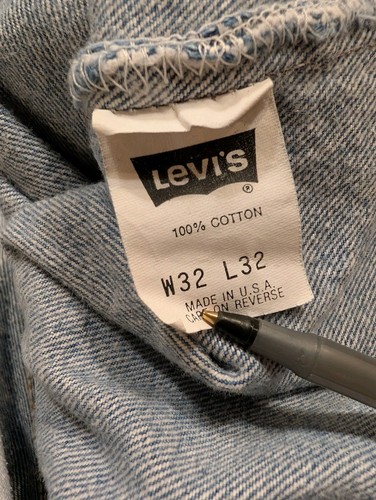 Levi's ®
100% COTTON
W32 L32
MADE IN U.S.A.
CARE ON REVERSE